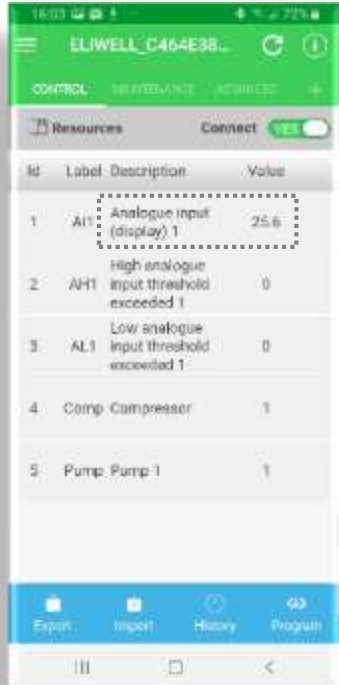 16:03
72%
ELIWELL_C464E38...
CONTROL MAINTENANCE ADVANCED +
Resources Connect YES
Id Label Description Value
1 AI1 Analogue input (display) 1 25.6
2 AH1 High analogue input threshold exceeded 1 0
3 AL1 Low analogue input threshold exceeded 1 0
4 Comp Compressor 1
5 Pump Pump 1 1
Export Import History Program